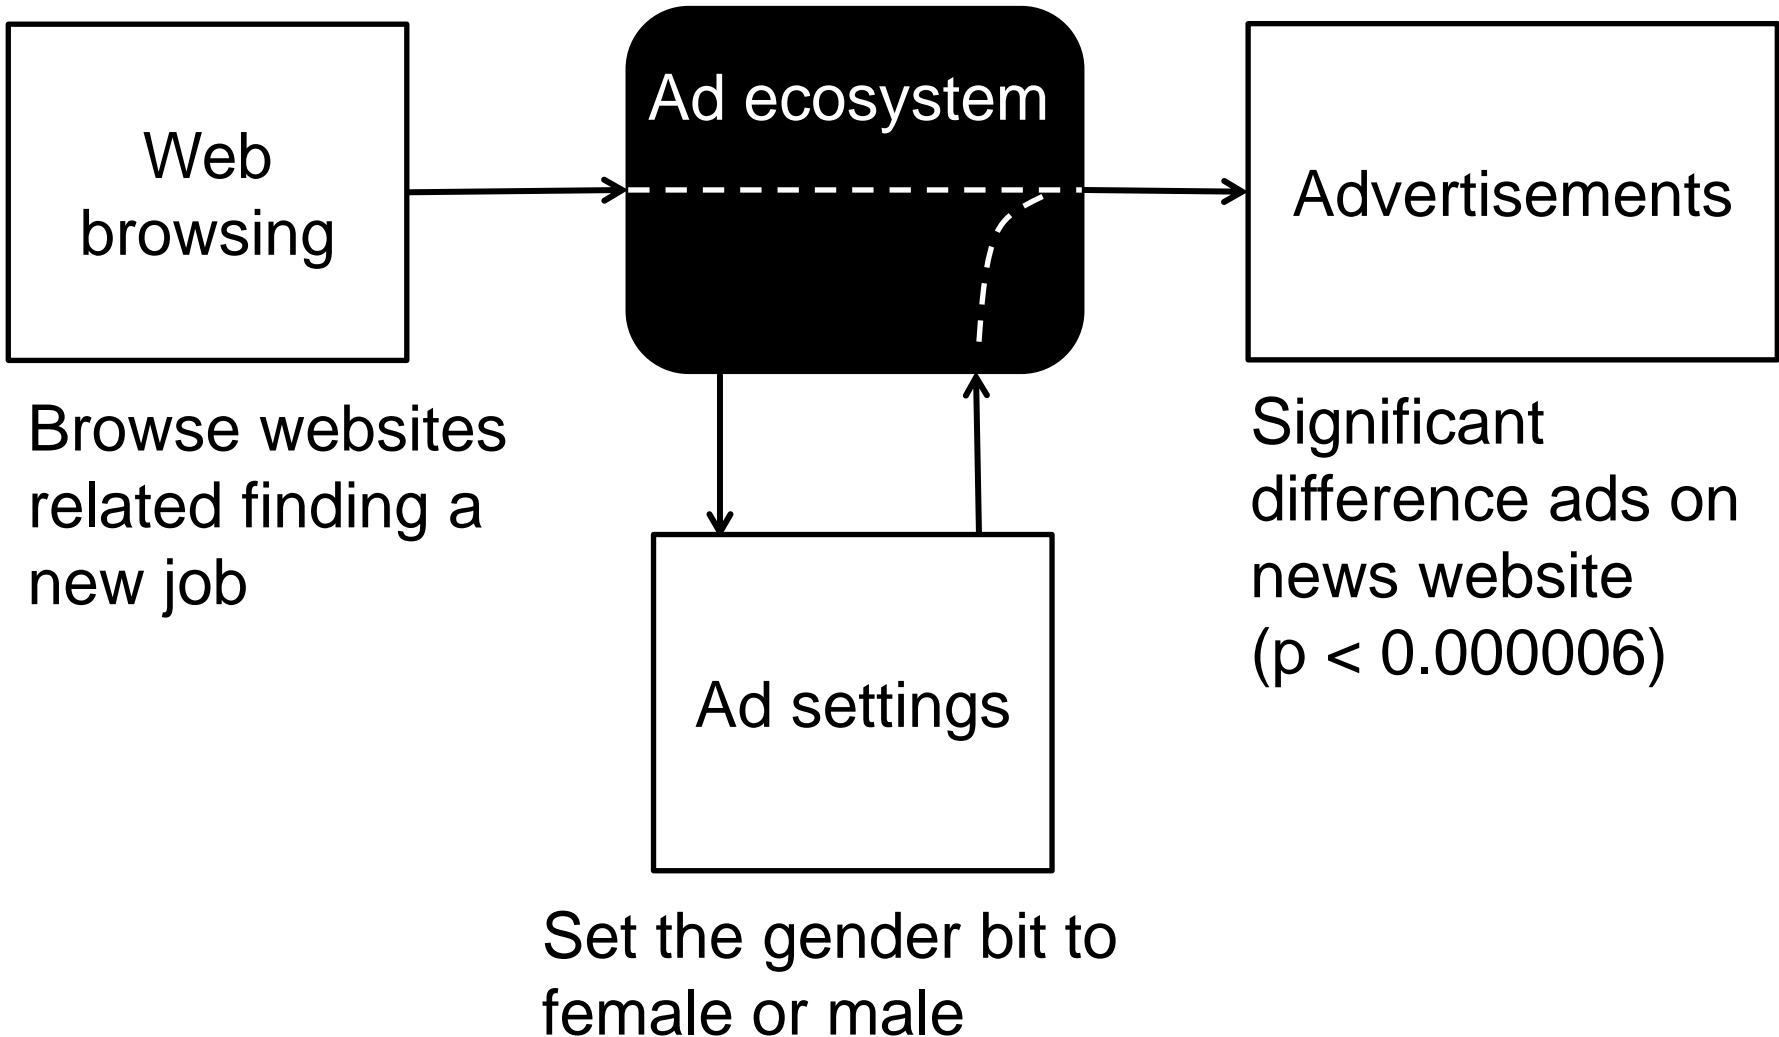 Web
browsing
Ad ecosystem
Advertisements
Browse websites
related finding a
new job
Significant
difference ads on
news website
(p < 0.000006)
Ad settings
Set the gender bit to
female or male